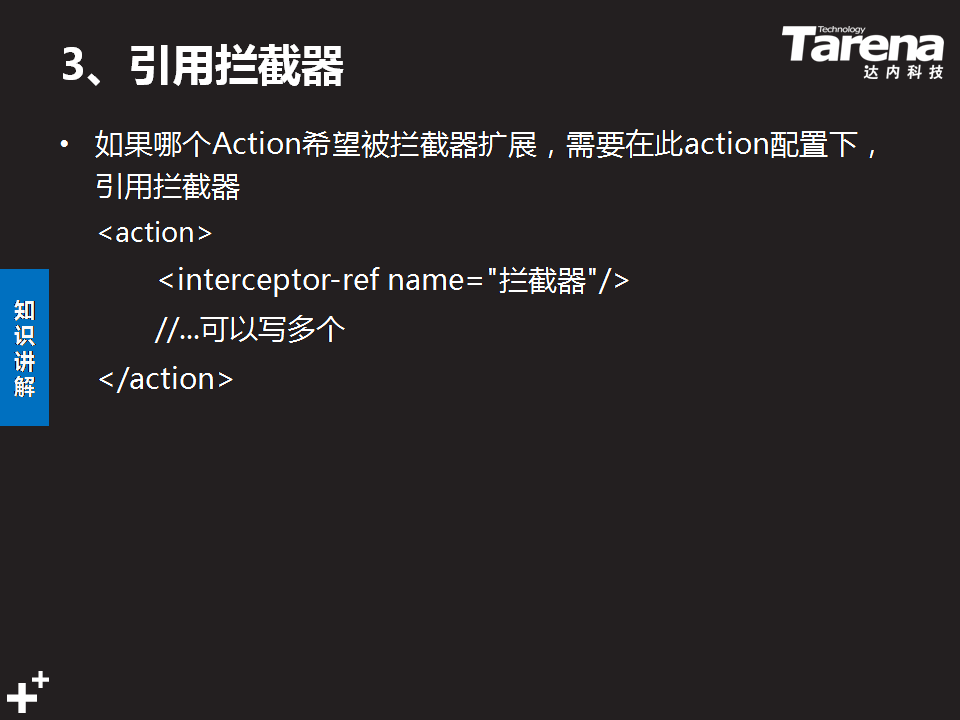 3、引用拦截器
Technology
Tarena
达内科技
• 如果哪个Action希望被拦截器扩展，需要在此action配置下，
引用拦截器
<action>
<interceptor-ref name="拦截器"/>
//...可以写多个
</action>
知识讲解